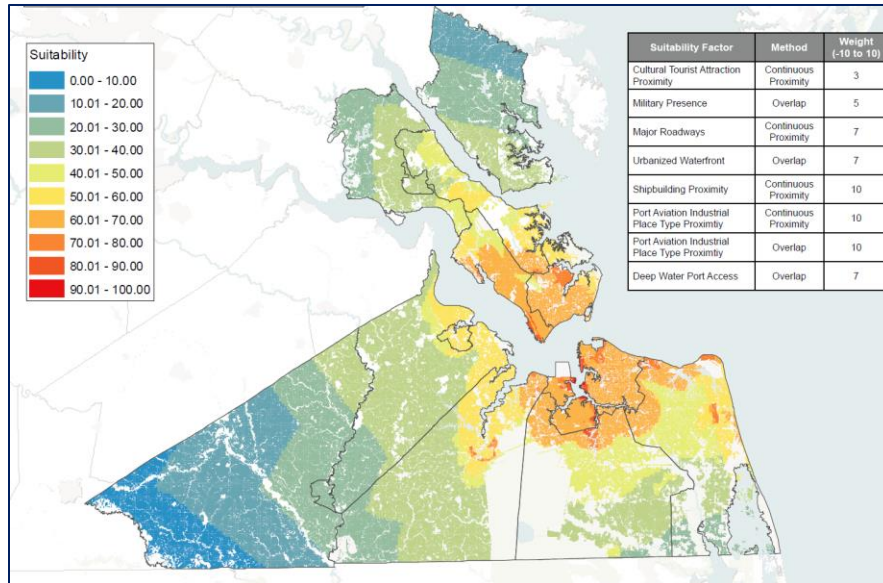 Suitability
0.00 - 10.00
10.01 - 20.00
20.01 - 30.00
30.01 - 40.00
40.01 - 50.00
50.01 - 60.00
60.01 - 70.00
70.01 - 80.00
80.01 - 90.00
90.01 - 100.00
Suitability Factor Method Weight
(-10 to 10)
Cultural Tourist Attraction
Proximity
Continuous
Proximity
3
Military Presence Overlap 5
Major Roadways Continuous
Proximity
7
Urbanized Waterfront Overlap 7
Shipbuilding Proximity Continuous
Proximity
10
Port Aviation Industrial
Place Type Proximtiy
Continuous
Proximity
10
Port Aviation Industrial
Place Type Proximtiy
Overlap
10
Deep Water Port Access Overlap 7